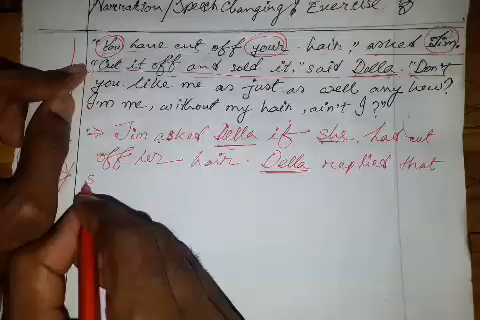 Narration/Speech Changing: Exercise 8
"You have cut off your hair," asked Jim.
"Cut it off and sold it." said Della. "Don't
you like me as just as well any how?
I'm me, without my hair, ain't I?"
⇒ Jim asked Della if she had cut
off her hair. Della replied that
s